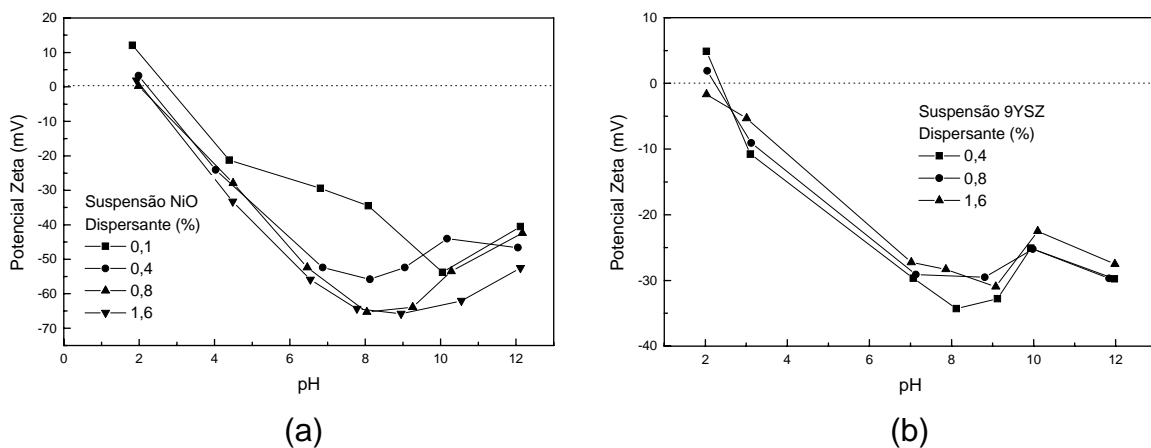 20
10
0
-10
-20
-30
-40
-50
-60
-70
Potencial Zeta (mV)
Suspensão NiO
Dispersante (%)
0,1
0,4
0,8
1,6
0 2 4 6 8 10 12
pH
(a)
10
0
-10
-20
-30
-40
Potencial Zeta (mV)
Suspensão 9YSZ
Dispersante (%)
0,4
0,8
1,6
2 4 6 8 10 12
pH
(b)